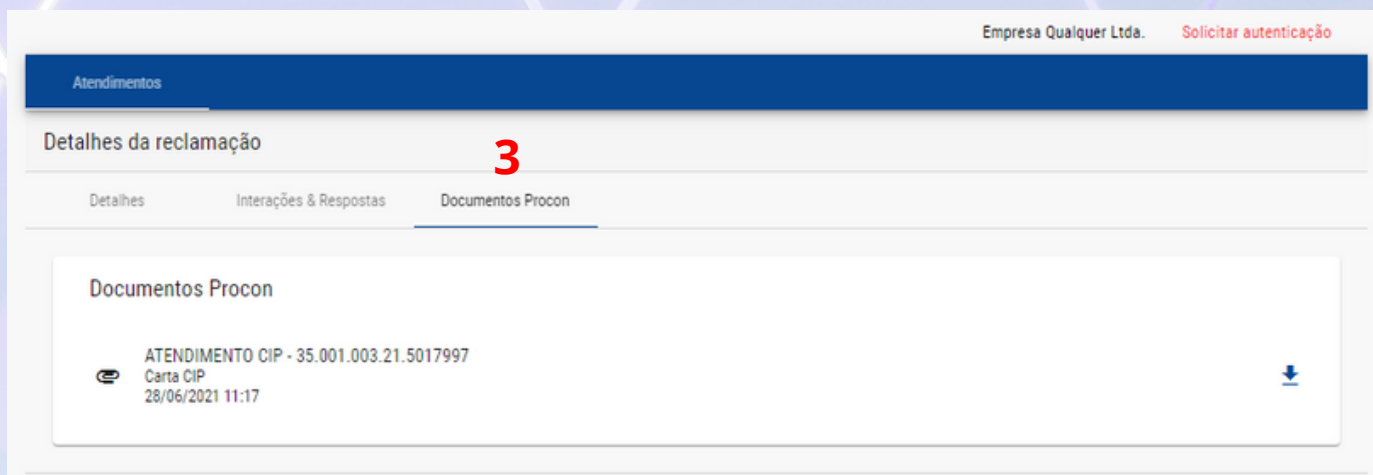 Empresa Qualquer Ltda. Solicitar autenticação
Atendimentos
Detalhes da reclamação
3
Detalhes Interações & Respostas Documentos Procon
Documentos Procon
ATENDIMENTO CIP - 35.001.003.21.5017997
Carta CIP
28/06/2021 11:17